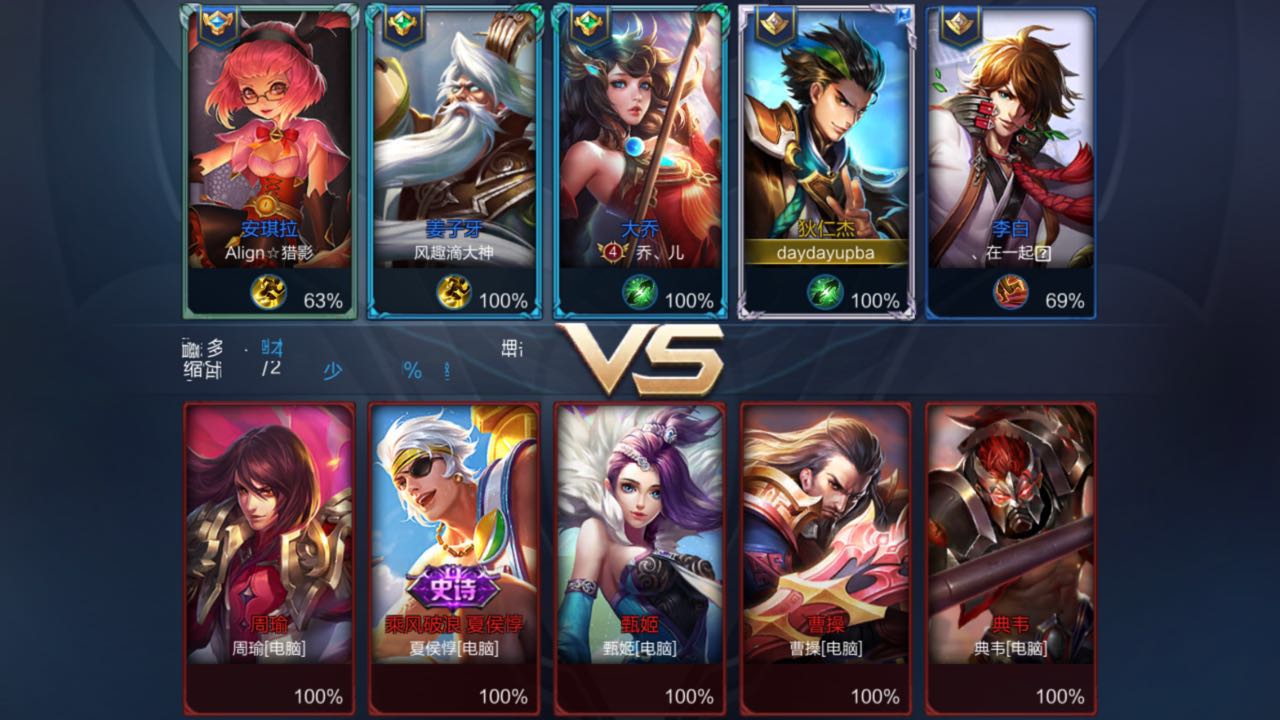 安琪拉
Align☆猎影
63%
姜子牙
风趣滴大神
100%
大乔
4 乔、儿
100%
狄仁杰
daydayupba
100%
李白
、在一起?
69%
多
/2 少 %
VS
周瑜
周瑜[电脑]
100%
史诗
乘风破浪 夏侯惇
夏侯惇[电脑]
100%
甄姬
甄姬[电脑]
100%
曹操
曹操[电脑]
100%
典韦
典韦[电脑]
100%